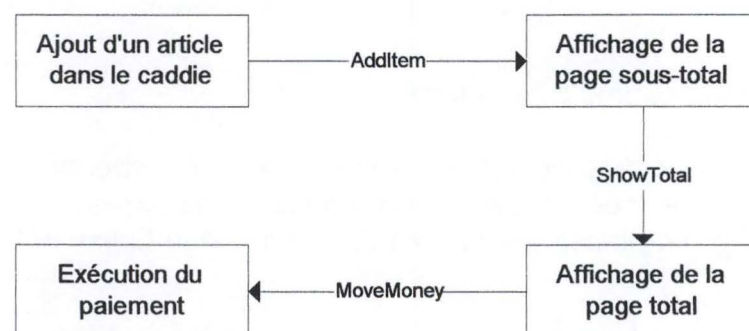 Ajout d'un article
dans le caddie
AddItem
Affichage de la
page sous-total
ShowTotal
Affichage de la
page total
MoveMoney
Exécution du
paiement